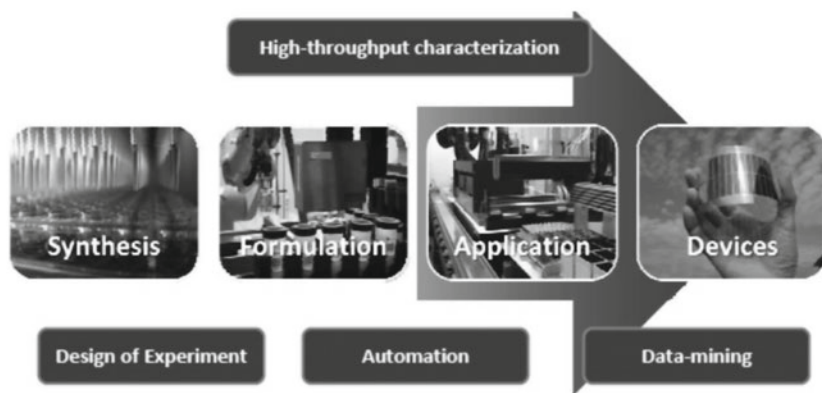 High-throughput characterization
Synthesis
Formulation
Application
Devices
Design of Experiment
Automation
Data-mining